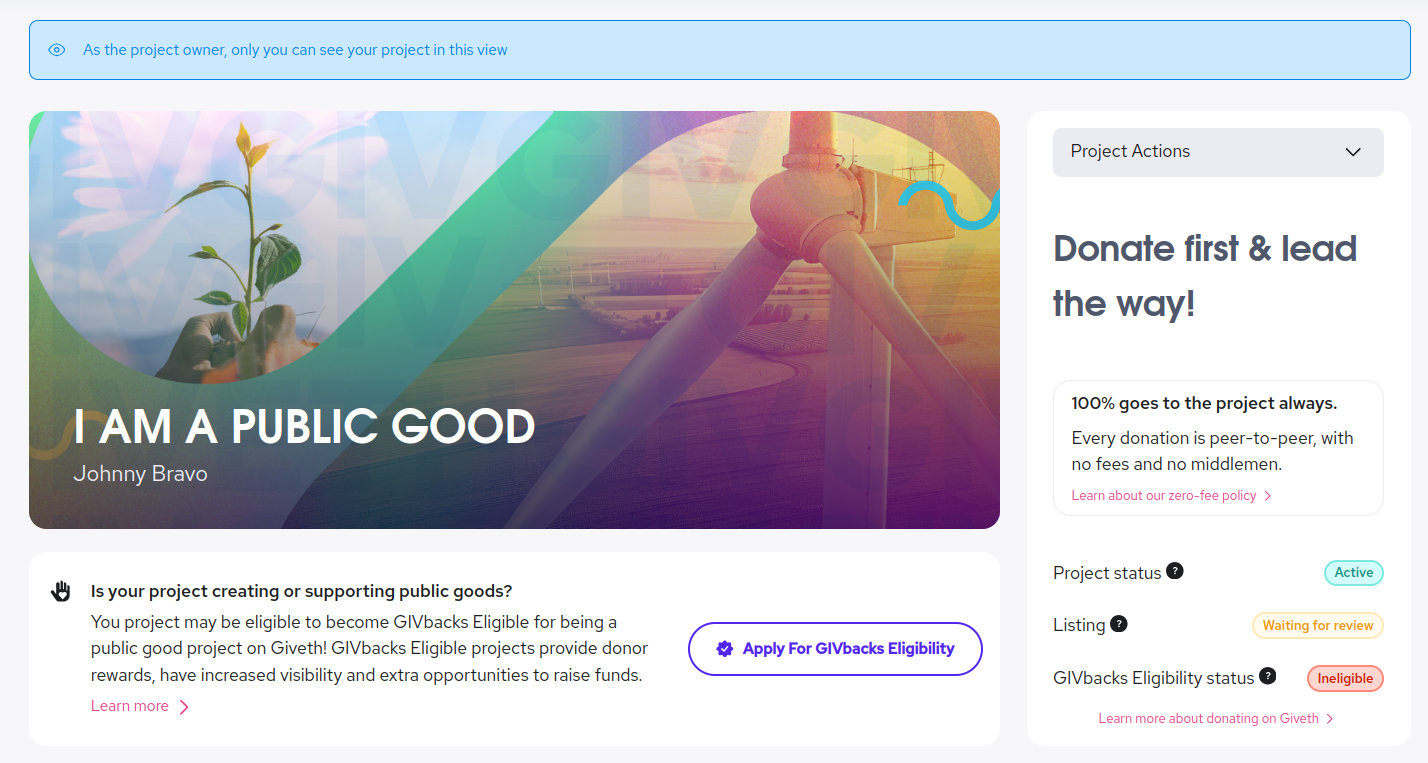 As the project owner, only you can see your project in this view
I AM A PUBLIC GOOD
Johnny Bravo
Is your project creating or supporting public goods?
You project may be eligible to become GIVbacks Eligible for being a
public good project on Giveth! GIVbacks Eligible projects provide donor
rewards, have increased visibility and extra opportunities to raise funds.
Learn more
Apply For GIVbacks Eligibility
Project Actions
Donate first & lead
the way!
100% goes to the project always.
Every donation is peer-to-peer, with
no fees and no middlemen.
Learn about our zero-fee policy
Project status
Active
Listing
Waiting for review
GIVbacks Eligibility status
Ineligible
Learn more about donating on Giveth